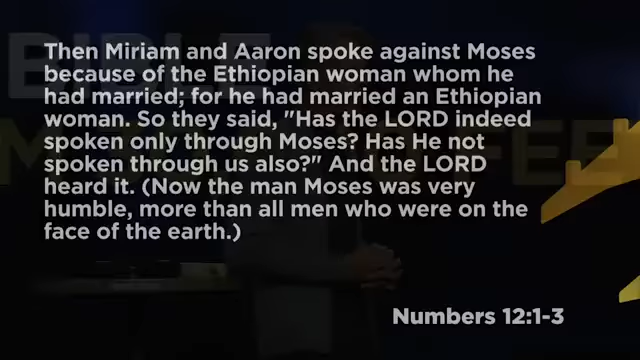 Then Miriam and Aaron spoke against Moses
because of the Ethiopian woman whom he
had married; for he had married an Ethiopian
woman. So they said, "Has the LORD indeed
spoken only through Moses? Has He not
spoken through us also?" And the LORD
heard it. (Now the man Moses was very
humble, more than all men who were on the
face of the earth.)
Numbers 12:1-3